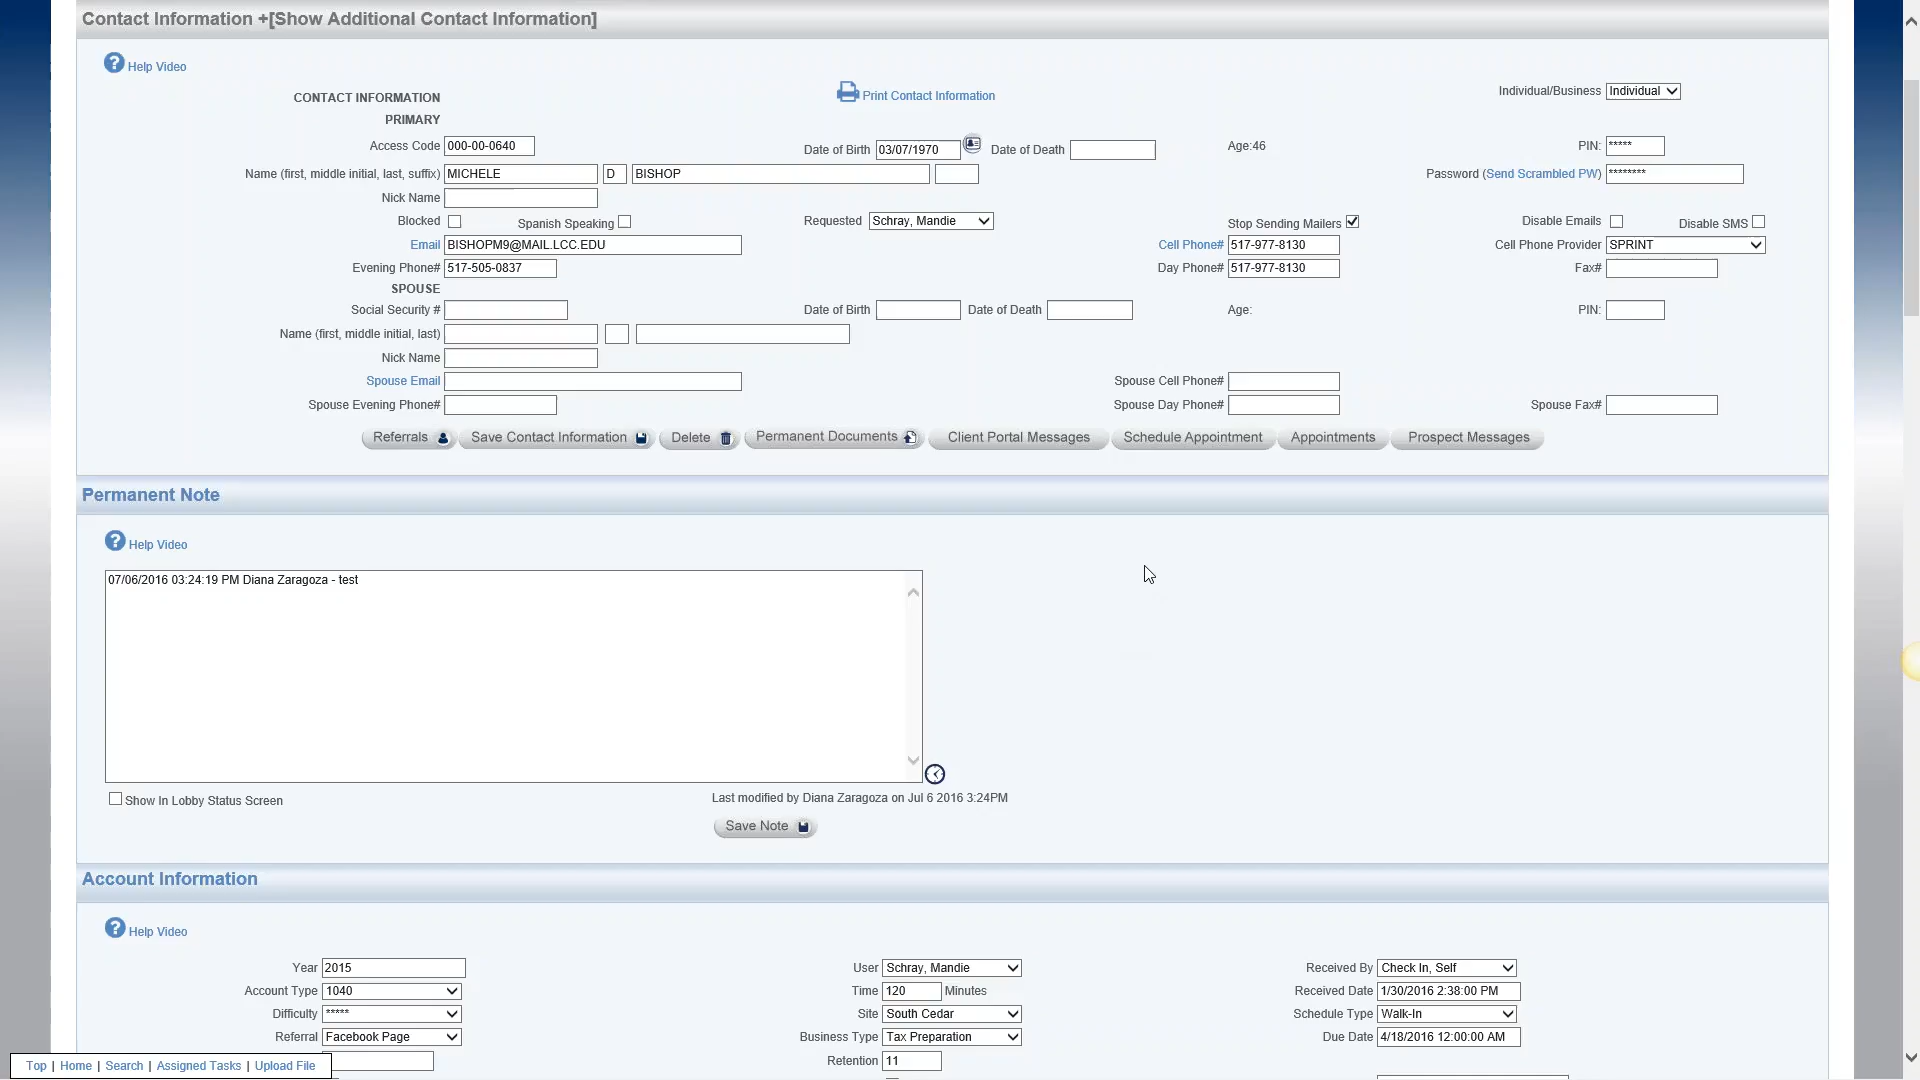 Contact Information +[Show Additional Contact Information]
Help Video
CONTACT INFORMATION
Print Contact Information
Individual/Business Individual
PRIMARY
Access Code 000-00-0640 Date of Birth 03/07/1970 Date of Death Age:46 PIN: *****
Name (first, middle initial, last, suffix) MICHELE D BISHOP Password (Send Scrambled PW) ********
Nick Name
Blocked Spanish Speaking Requested Schray, Mandie Stop Sending Mailers Disable Emails Disable SMS
Email BISHOPM9@MAIL.LCC.EDU Cell Phone# 517-977-8130 Cell Phone Provider SPRINT
Evening Phone# 517-505-0837 Day Phone# 517-977-8130 Fax#
SPOUSE
Social Security # Date of Birth Date of Death Age: PIN:
Name (first, middle initial, last)
Nick Name
Spouse Email Spouse Cell Phone#
Spouse Evening Phone# Spouse Day Phone# Spouse Fax#
Referrals Save Contact Information Delete Permanent Documents Client Portal Messages Schedule Appointment Appointments Prospect Messages
Permanent Note
Help Video
07/06/2016 03:24:19 PM Diana Zaragoza - test
Show In Lobby Status Screen Last modified by Diana Zaragoza on Jul 6 2016 3:24PM
Save Note
Account Information
Help Video
Year 2015 User Schray, Mandie Received By Check In, Self
Account Type 1040 Time 120 Minutes Received Date 1/30/2016 2:38:00 PM
Difficulty ***** Site South Cedar Schedule Type Walk-In
Referral Facebook Page Business Type Tax Preparation Due Date 4/18/2016 12:00:00 AM
Retention 11
Top | Home | Search | Assigned Tasks | Upload File